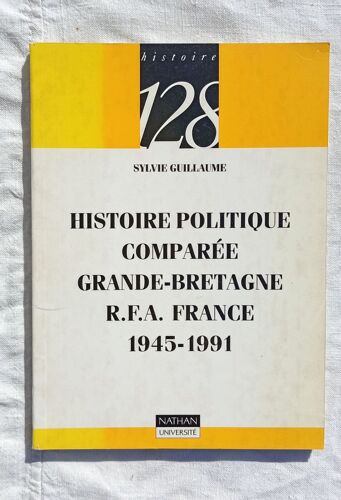 histoire
128
SYLVIE GUILLAUME
HISTOIRE POLITIQUE
COMPARÉE
GRANDE-BRETAGNE
R.F.A. FRANCE
1945-1991
NATHAN
UNIVERSITÉ